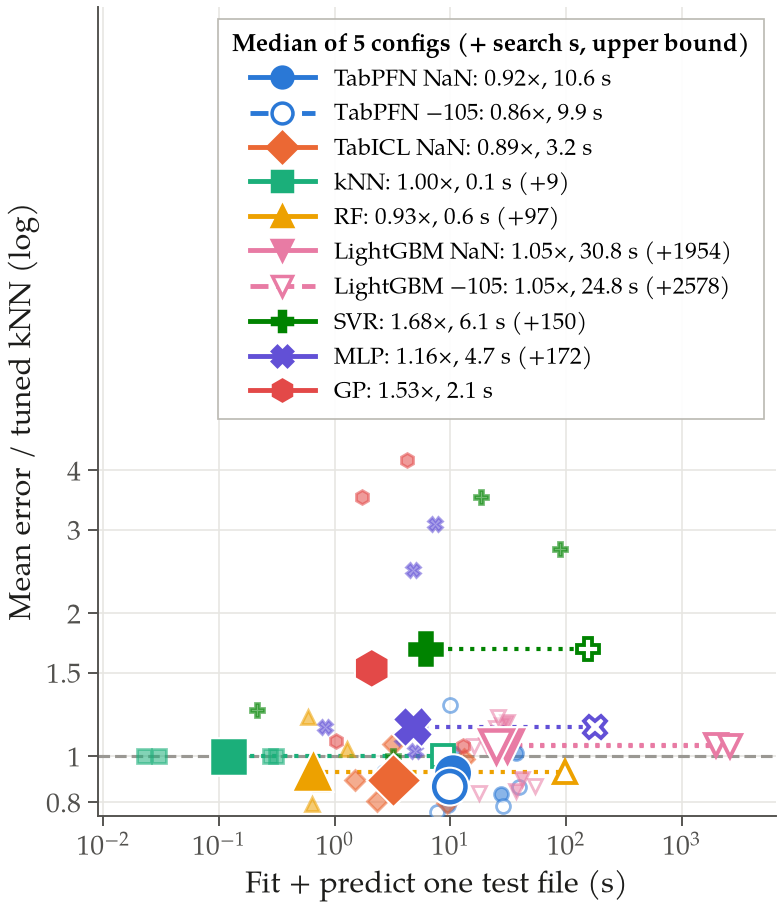 Median of 5 configs (+ search s, upper bound)
TabPFN NaN: 0.92×, 10.6 s
TabPFN −105: 0.86×, 9.9 s
TabICL NaN: 0.89×, 3.2 s
kNN: 1.00×, 0.1 s (+9)
RF: 0.93×, 0.6 s (+97)
LightGBM NaN: 1.05×, 30.8 s (+1954)
LightGBM −105: 1.05×, 24.8 s (+2578)
SVR: 1.68×, 6.1 s (+150)
MLP: 1.16×, 4.7 s (+172)
GP: 1.53×, 2.1 s
Mean error / tuned kNN (log)
4
3
2
1.5
1
0.8
10⁻² 10⁻¹ 10⁰ 10¹ 10² 10³
Fit + predict one test file (s)